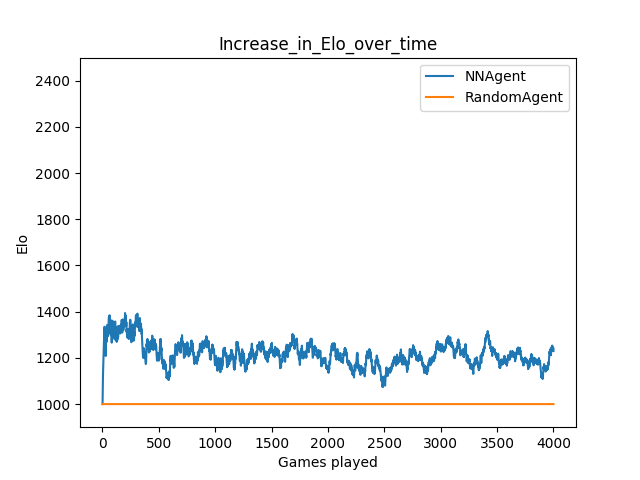 Increase_in_Elo_over_time
NNAgent
RandomAgent
2400
2200
2000
1800
1600
1400
1200
1000
Elo
0 500 1000 1500 2000 2500 3000 3500 4000
Games played